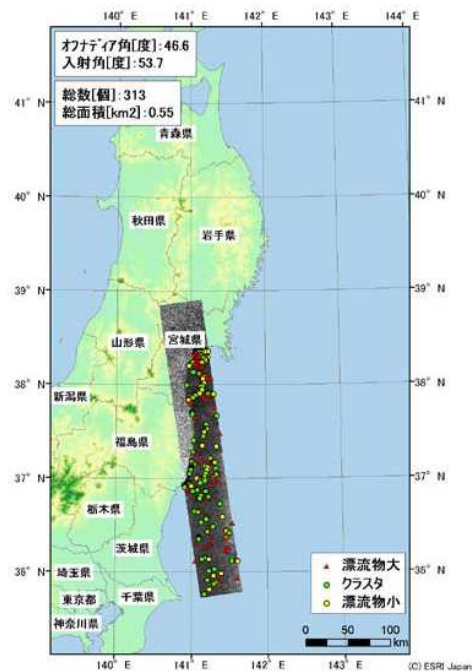 140° E 141° E 142° E 143° E 144° E
オフナディア角[度]:46.6
入射角[度]:53.7
総数[個]:313
総面積[km2]:0.55
41° N 41° N
青森県
40° N 40° N
秋田県
岩手県
39° N 39° N
宮城県
山形県
38° N 38° N
新潟県
福島県
37° N 37° N
栃木県
茨城県
36° N 36° N
埼玉県
東京都 千葉県
神奈川県
漂流物大
クラスタ
漂流物小
0 50 100
km
140° E 141° E 142° E 143° E
(C) ESRI Japan